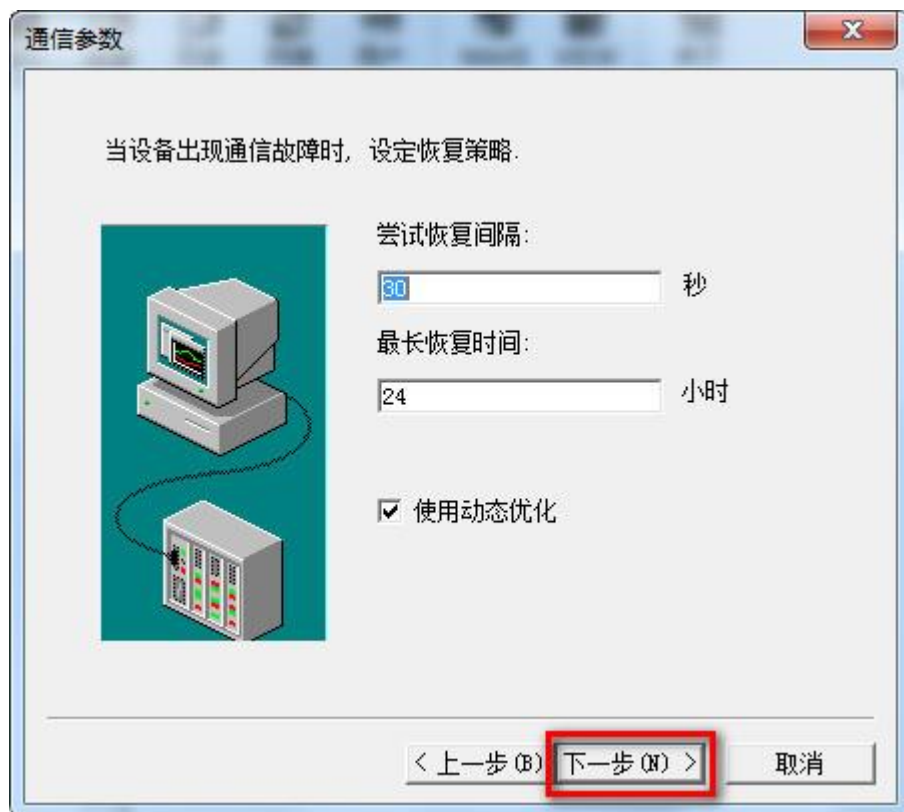 通信参数
当设备出现通信故障时, 设定恢复策略.
尝试恢复间隔:
30 秒
最长恢复时间:
24 小时
使用动态优化
< 上一步(B) 下一步(N) > 取消